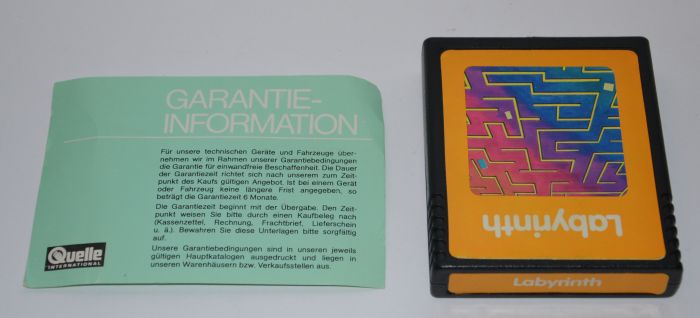 GARANTIE-
INFORMATION
Für unsere technischen Geräte und Fahrzeuge über-
nehmen wir im Rahmen unserer Garantiebedingungen
die Garantie für einwandfreie Beschaffenheit. Die Dauer
der Garantiezeit richtet sich nach unserem zum Zeit-
punkt des Kaufs gültigen Angebot. Ist bei einem Gerät
oder Fahrzeug keine längere Frist angegeben, so
beträgt die Garantiezeit 6 Monate.
Die Garantiezeit beginnt mit der Übergabe. Den Zeit-
punkt weisen Sie bitte durch einen Kaufbeleg nach
(Kassenzettel, Rechnung, Frachtbrief, Lieferschein
u. ä.). Bewahren Sie diese Unterlagen bitte sorgfältig
auf.
Unsere Garantiebedingungen sind in unseren jeweils
gültigen Hauptkatalogen ausgedruckt und liegen in
unseren Warenhäusern bzw. Verkaufsstellen aus.
Quelle
INTERNATIONAL
Labyrinth
Labyrinth